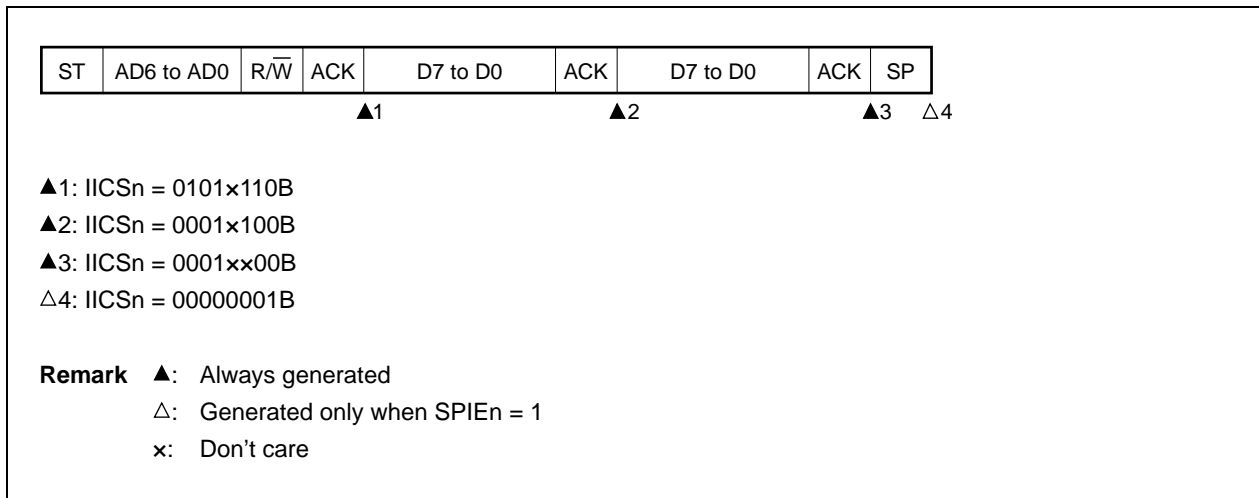 ST AD6 to AD0 R/W̅ ACK D7 to D0 ACK D7 to D0 ACK SP
▲1 ▲2 ▲3 △4
▲1: IICSn = 0101×110B
▲2: IICSn = 0001×100B
▲3: IICSn = 0001××00B
△4: IICSn = 00000001B
Remark ▲: Always generated
△: Generated only when SPIEn = 1
×: Don't care